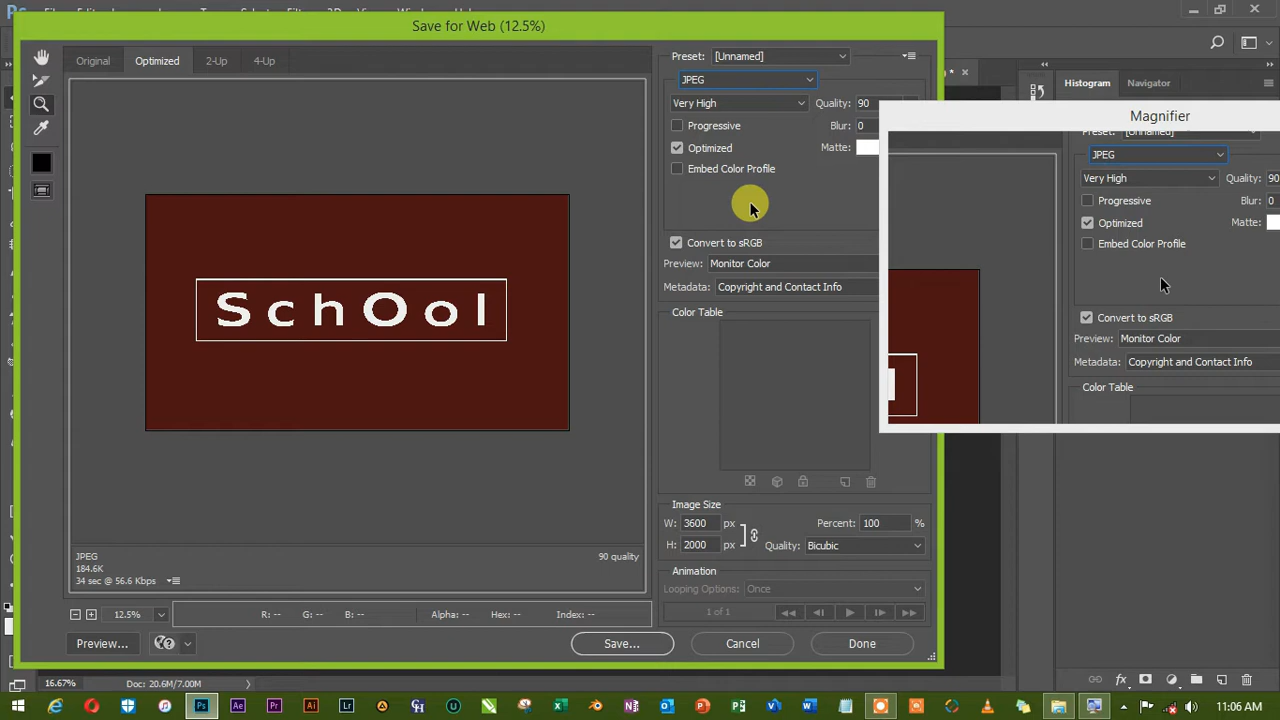 Save for Web (12.5%)
Original
Optimized
2-Up
4-Up
Preset: [Unnamed]
JPEG
Very High
Quality: 90
Progressive
Blur: 0
Optimized
Matte:
Embed Color Profile
Convert to sRGB
Preview: Monitor Color
Metadata: Copyright and Contact Info
Color Table
SchOol
Image Size
W: 3600 px
Percent: 100 %
H: 2000 px
Quality: Bicubic
Animation
Looping Options: Once
1 of 1
JPEG
184.6K
34 sec @ 56.6 Kbps
90 quality
12.5%
R: --
G: --
B: --
Alpha: --
Hex: --
Index: --
Preview...
Save...
Cancel
Done
Histogram
Navigator
Magnifier
Preset: [Unnamed]
JPEG
Very High
Quality: 90
Progressive
Blur: 0
Optimized
Matte:
Embed Color Profile
Convert to sRGB
Preview: Monitor Color
Metadata: Copyright and Contact Info
Color Table
16.67%
Doc: 20.6M/7.00M
11:06 AM